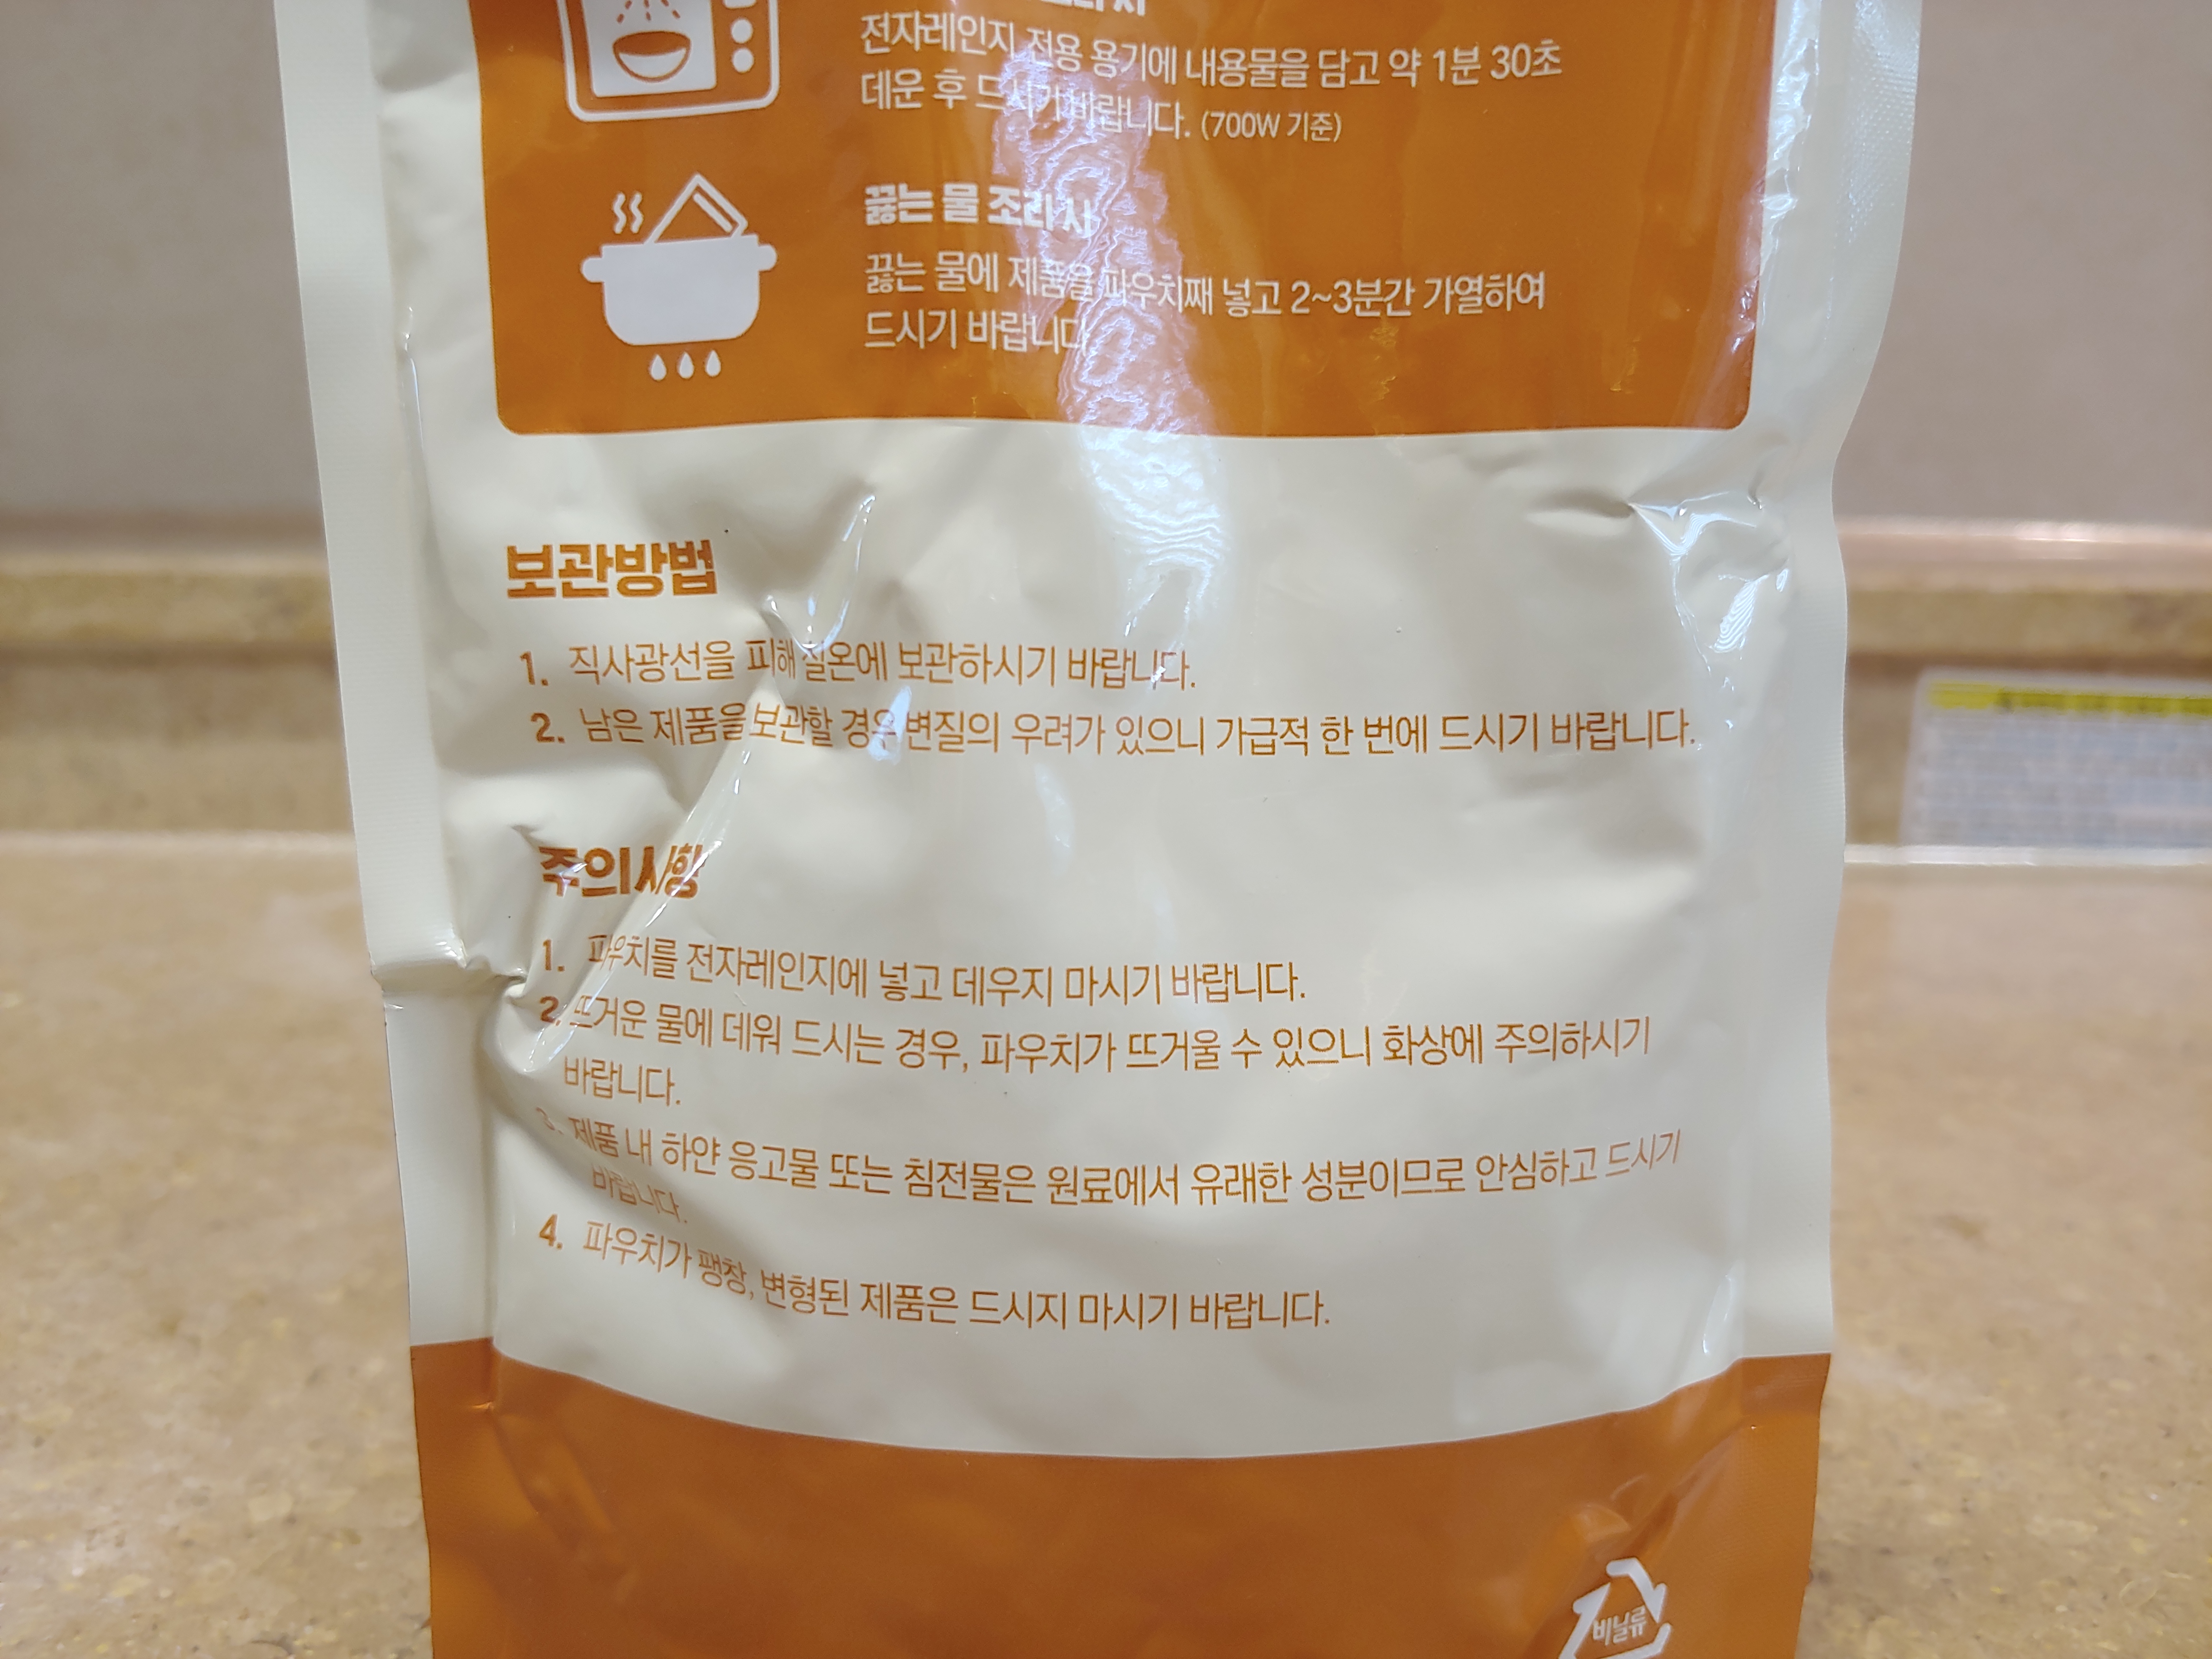 조리 시
전자레인지 전용 용기에 내용물을 담고 약 1분 30초
데운 후 드시기 바랍니다. (700W 기준)
끓는 물 조리 시
끓는 물에 제품을 파우치째 넣고 2~3분간 가열하여
드시기 바랍니다.
보관방법
1. 직사광선을 피해 실온에 보관하시기 바랍니다.
2. 남은 제품을 보관할 경우 변질의 우려가 있으니 가급적 한 번에 드시기 바랍니다.
주의사항
1. 파우치를 전자레인지에 넣고 데우지 마시기 바랍니다.
2. 뜨거운 물에 데워 드시는 경우, 파우치가 뜨거울 수 있으니 화상에 주의하시기
바랍니다.
3. 제품 내 하얀 응고물 또는 침전물은 원료에서 유래한 성분이므로 안심하고 드시기
바랍니다.
4. 파우치가 팽창, 변형된 제품은 드시지 마시기 바랍니다.
비닐류